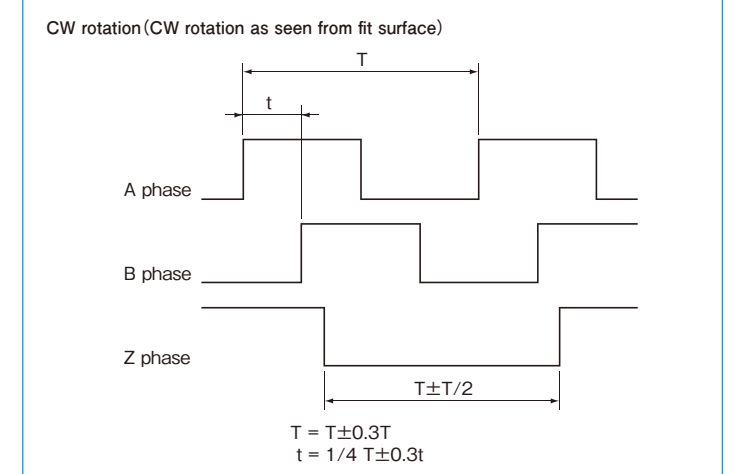 CW rotation(CW rotation as seen from fit surface)
T
t
A phase
B phase
Z phase
T±T/2
T = T±0.3T
t = 1/4 T±0.3t